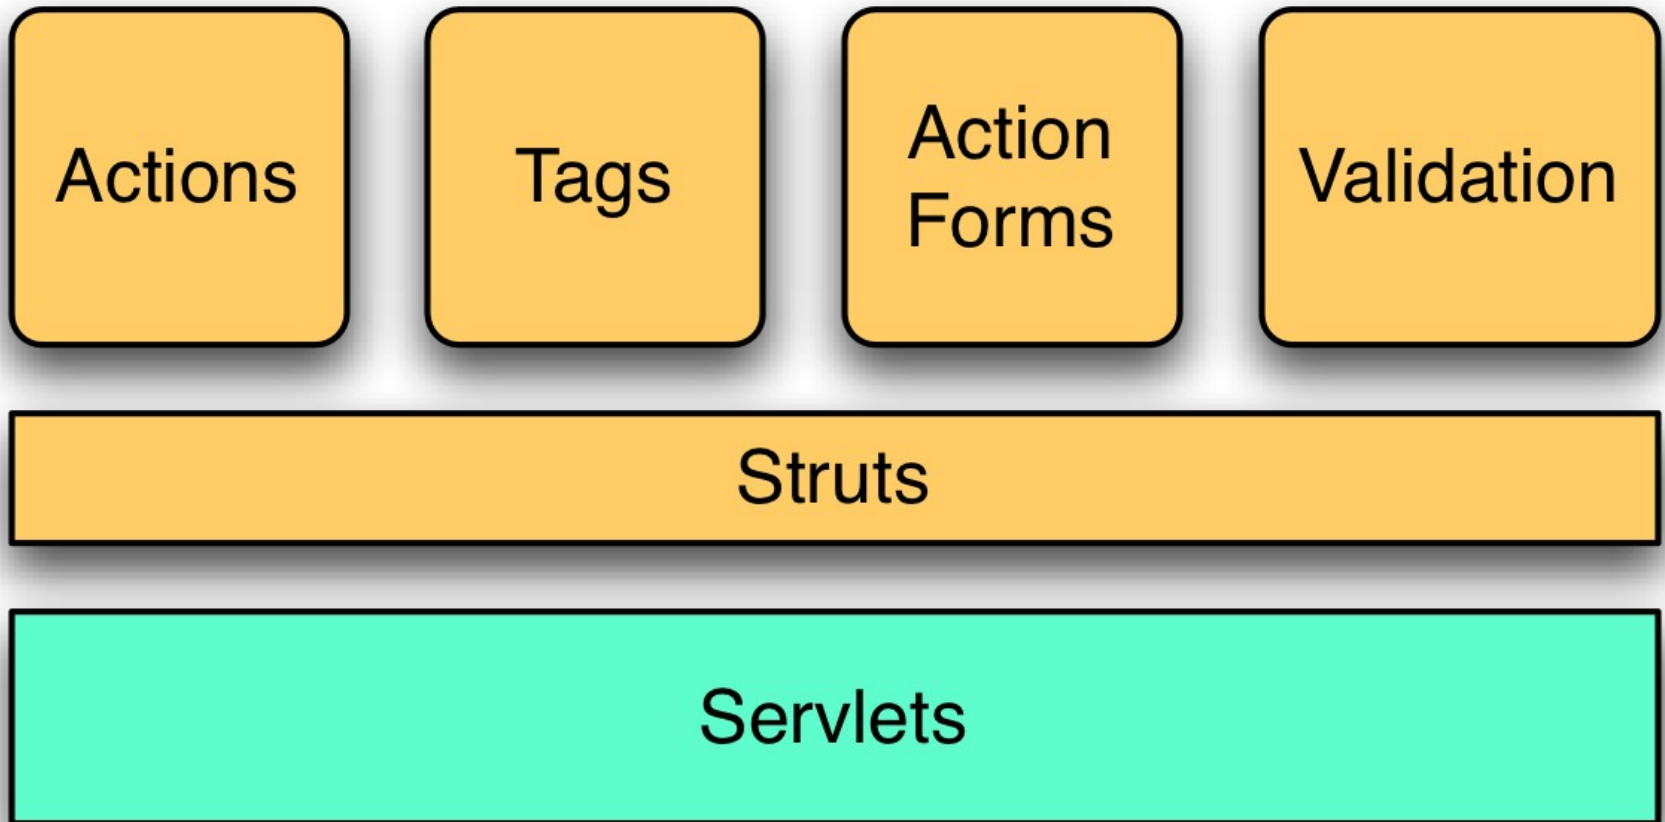 Actions
Tags
Action
Forms
Validation
Struts
Servlets